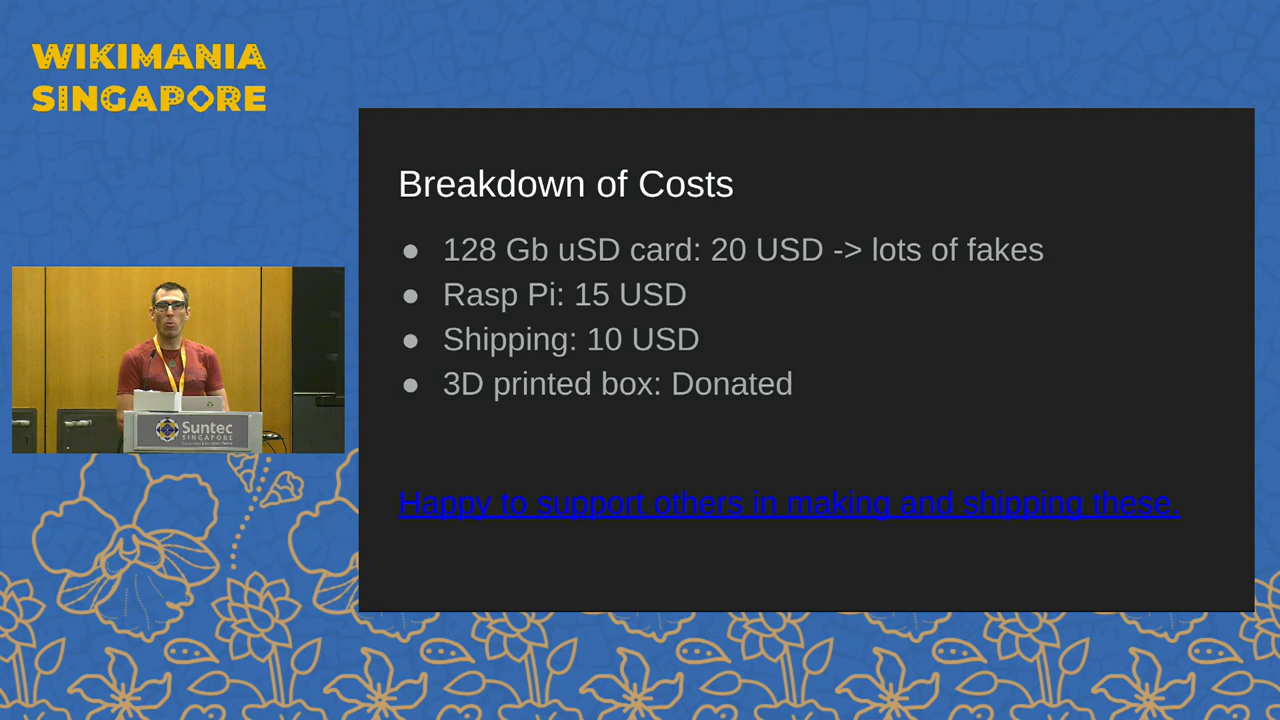 WIKIMANIA
SINGAPORE
Breakdown of Costs
● 128 Gb uSD card: 20 USD -> lots of fakes
● Rasp Pi: 15 USD
● Shipping: 10 USD
● 3D printed box: Donated
Happy to support others in making and shipping these.
Suntec
SINGAPORE